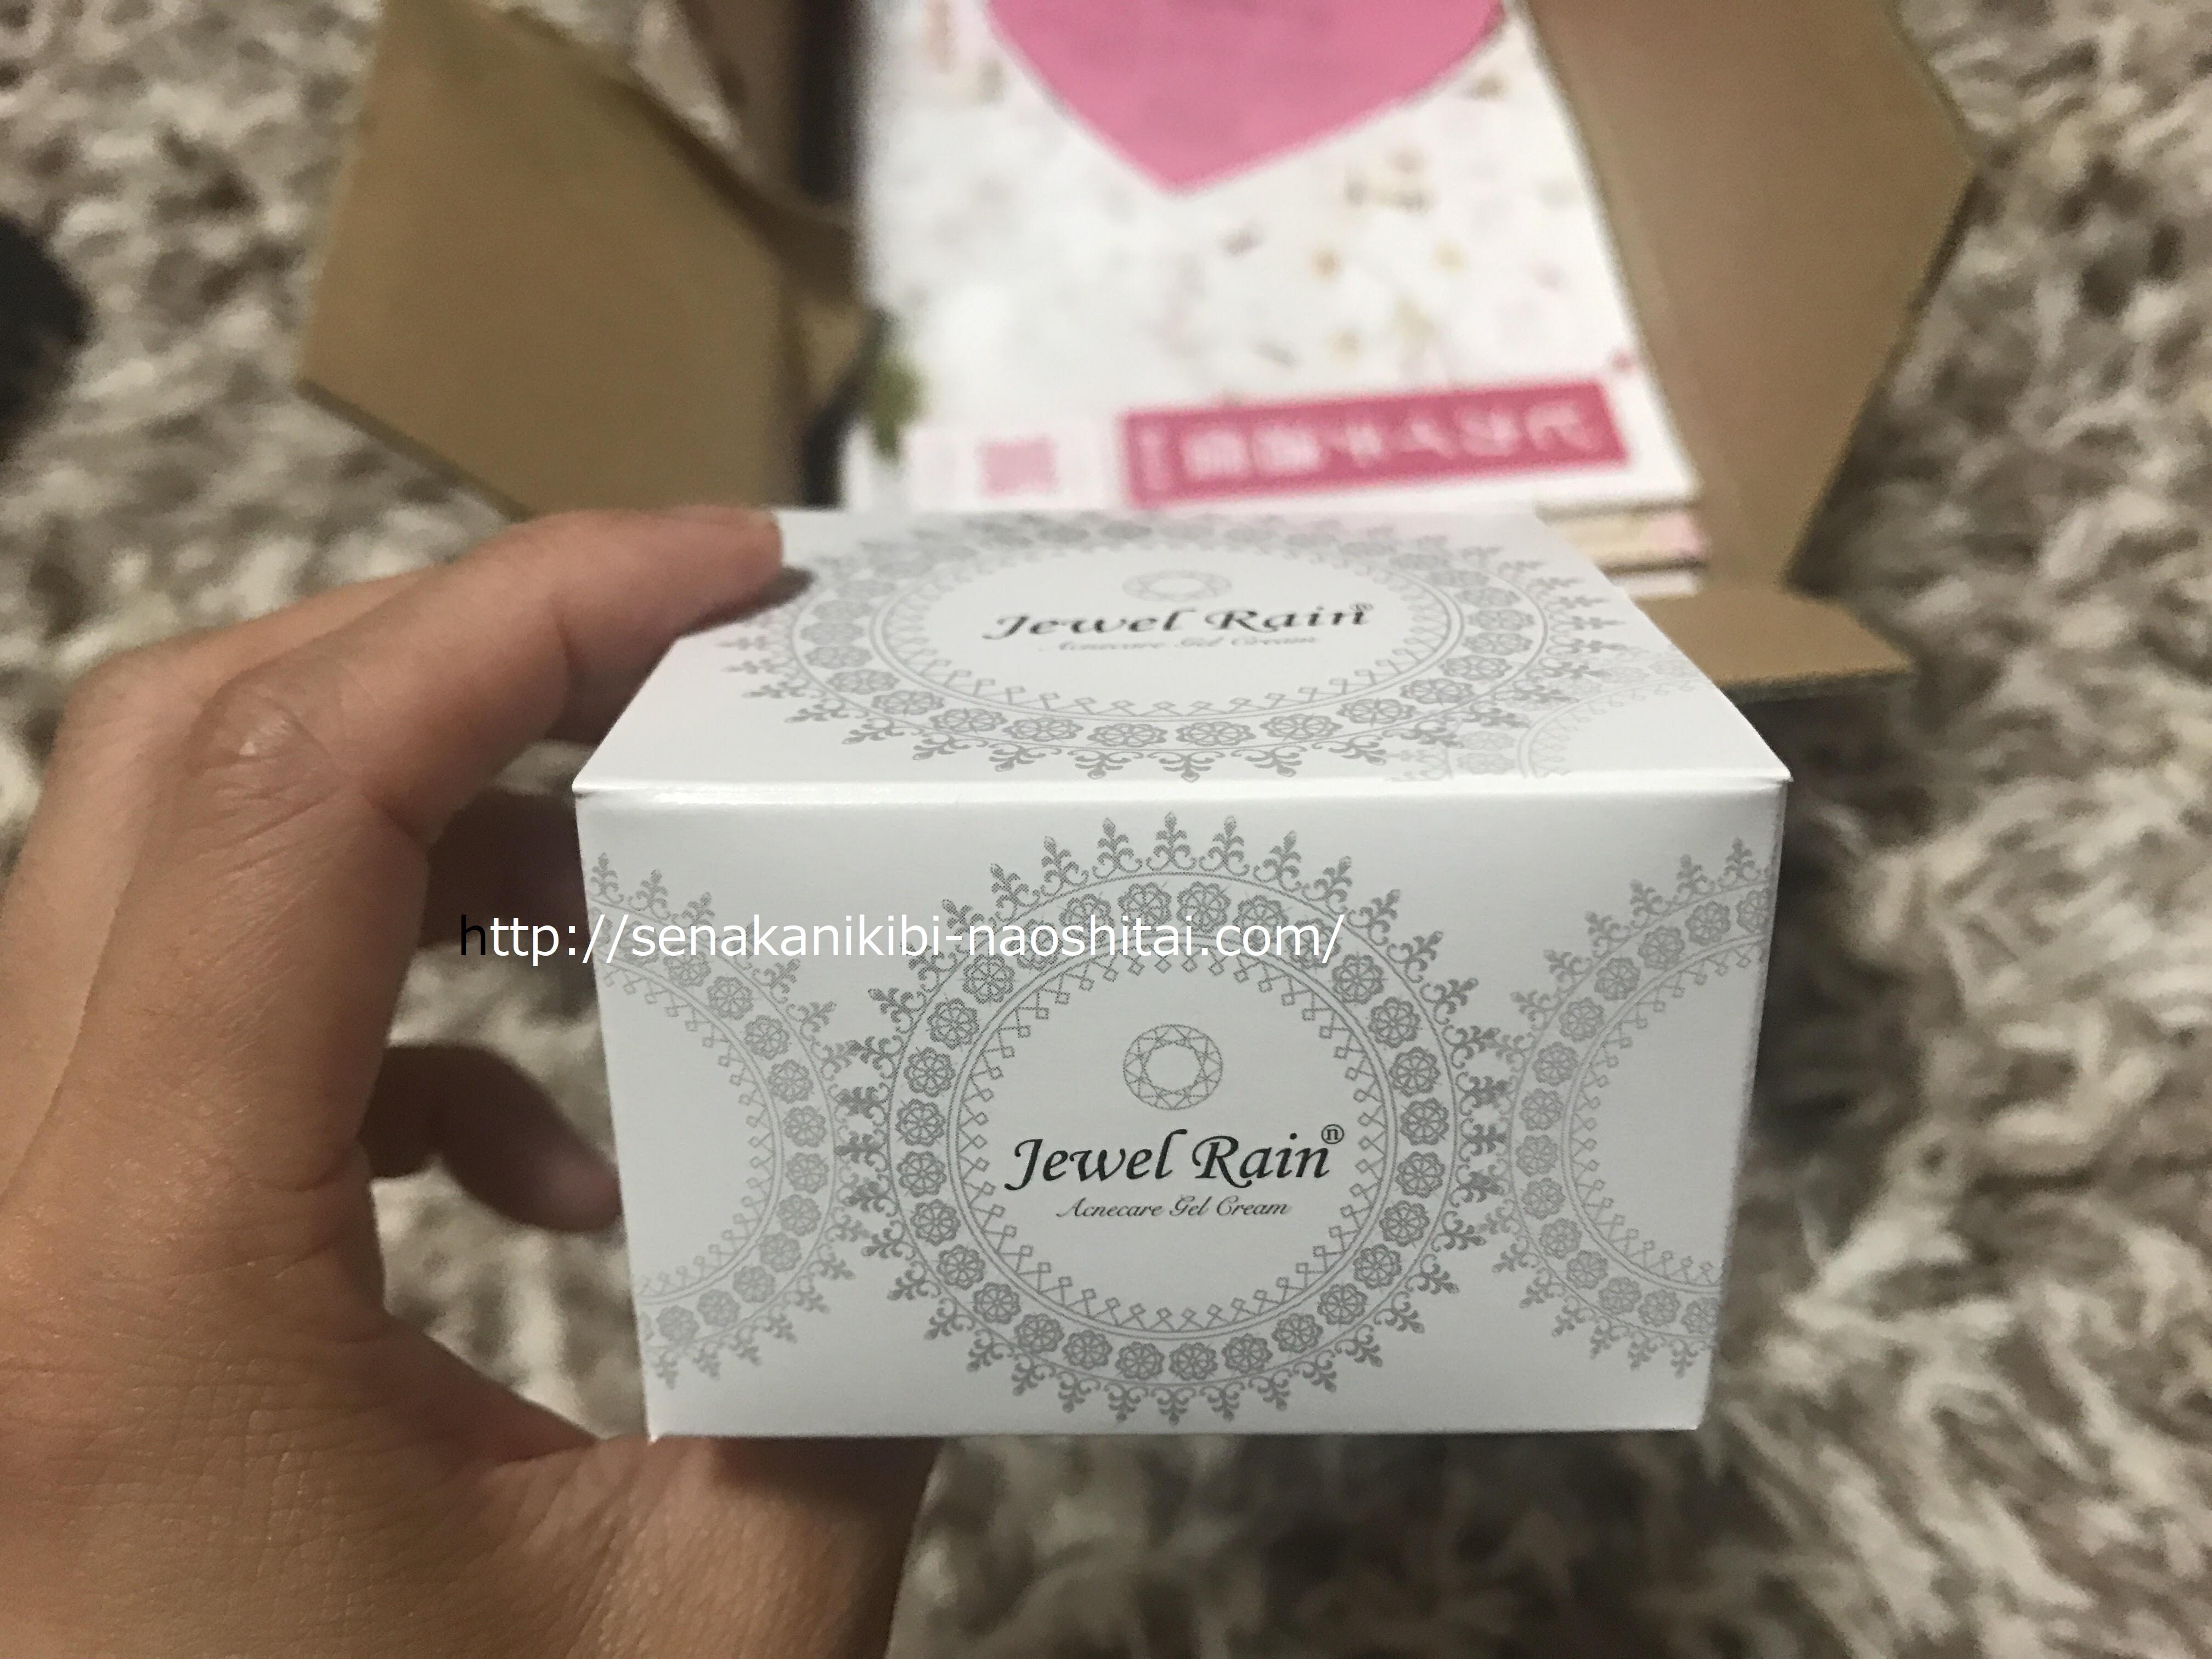 Jewel Rain®
Acnecare Gel Cream
http://senakanikibi-naoshitai.com/
Jewel Rain®
Acnecare Gel Cream